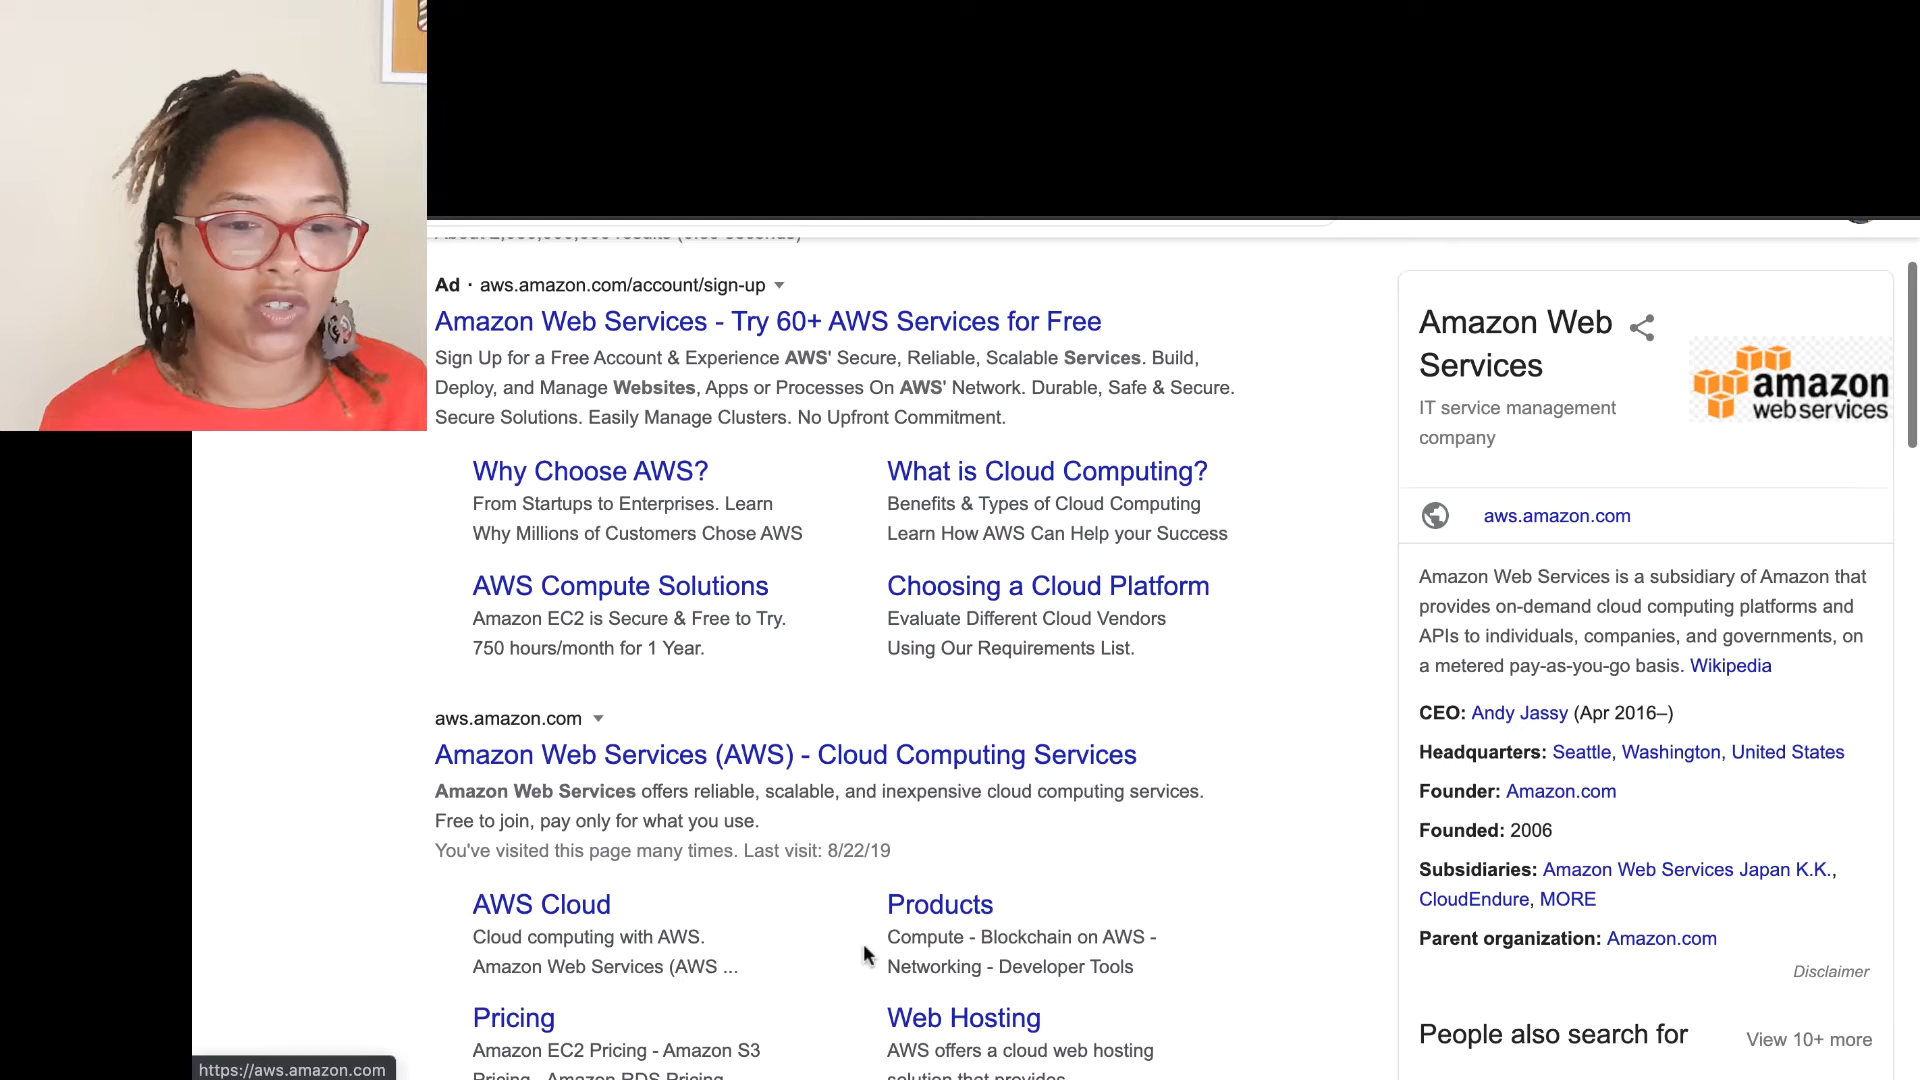 Ad · aws.amazon.com/account/sign-up
Amazon Web Services - Try 60+ AWS Services for Free
Sign Up for a Free Account & Experience AWS' Secure, Reliable, Scalable Services. Build,
Deploy, and Manage Websites, Apps or Processes On AWS' Network. Durable, Safe & Secure.
Secure Solutions. Easily Manage Clusters. No Upfront Commitment.
Why Choose AWS?
From Startups to Enterprises. Learn
Why Millions of Customers Chose AWS
What is Cloud Computing?
Benefits & Types of Cloud Computing
Learn How AWS Can Help your Success
AWS Compute Solutions
Amazon EC2 is Secure & Free to Try.
750 hours/month for 1 Year.
Choosing a Cloud Platform
Evaluate Different Cloud Vendors
Using Our Requirements List.
aws.amazon.com
Amazon Web Services (AWS) - Cloud Computing Services
Amazon Web Services offers reliable, scalable, and inexpensive cloud computing services.
Free to join, pay only for what you use.
You've visited this page many times. Last visit: 8/22/19
AWS Cloud
Cloud computing with AWS.
Amazon Web Services (AWS ...
Products
Compute - Blockchain on AWS -
Networking - Developer Tools
Pricing
Amazon EC2 Pricing - Amazon S3
Pricing - Amazon RDS Pricing
Web Hosting
AWS offers a cloud web hosting
solution that provides
https://aws.amazon.com
Amazon Web
Services
IT service management
company
amazon
webservices
aws.amazon.com
Amazon Web Services is a subsidiary of Amazon that
provides on-demand cloud computing platforms and
APIs to individuals, companies, and governments, on
a metered pay-as-you-go basis. Wikipedia
CEO: Andy Jassy (Apr 2016–)
Headquarters: Seattle, Washington, United States
Founder: Amazon.com
Founded: 2006
Subsidiaries: Amazon Web Services Japan K.K.,
CloudEndure, MORE
Parent organization: Amazon.com
Disclaimer
People also search for
View 10+ more